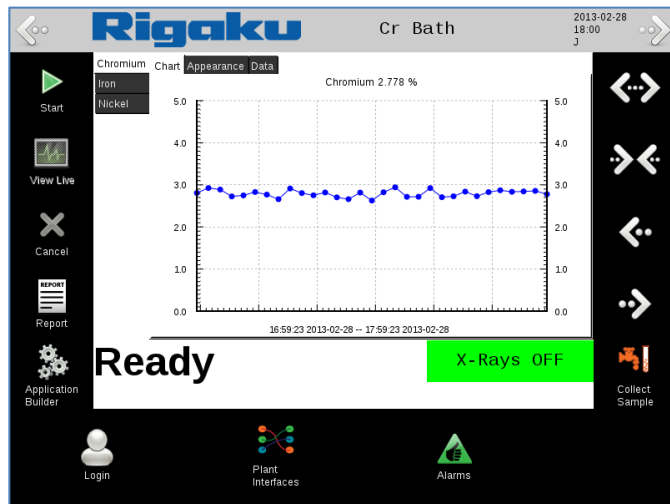 Rigaku
Cr Bath
2013-02-28
18:00
J
Start
View Live
Cancel
REPORT
Report
Application
Builder
Chromium
Iron
Nickel
Chart Appearance Data
Chromium 2.778 %
5.0 5.0
4.0 4.0
3.0 3.0
2.0 2.0
1.0 1.0
0.0 0.0
16:59:23 2013-02-28 -- 17:59:23 2013-02-28
Ready
X-Rays OFF
Collect
Sample
Login
Plant
Interfaces
Alarms